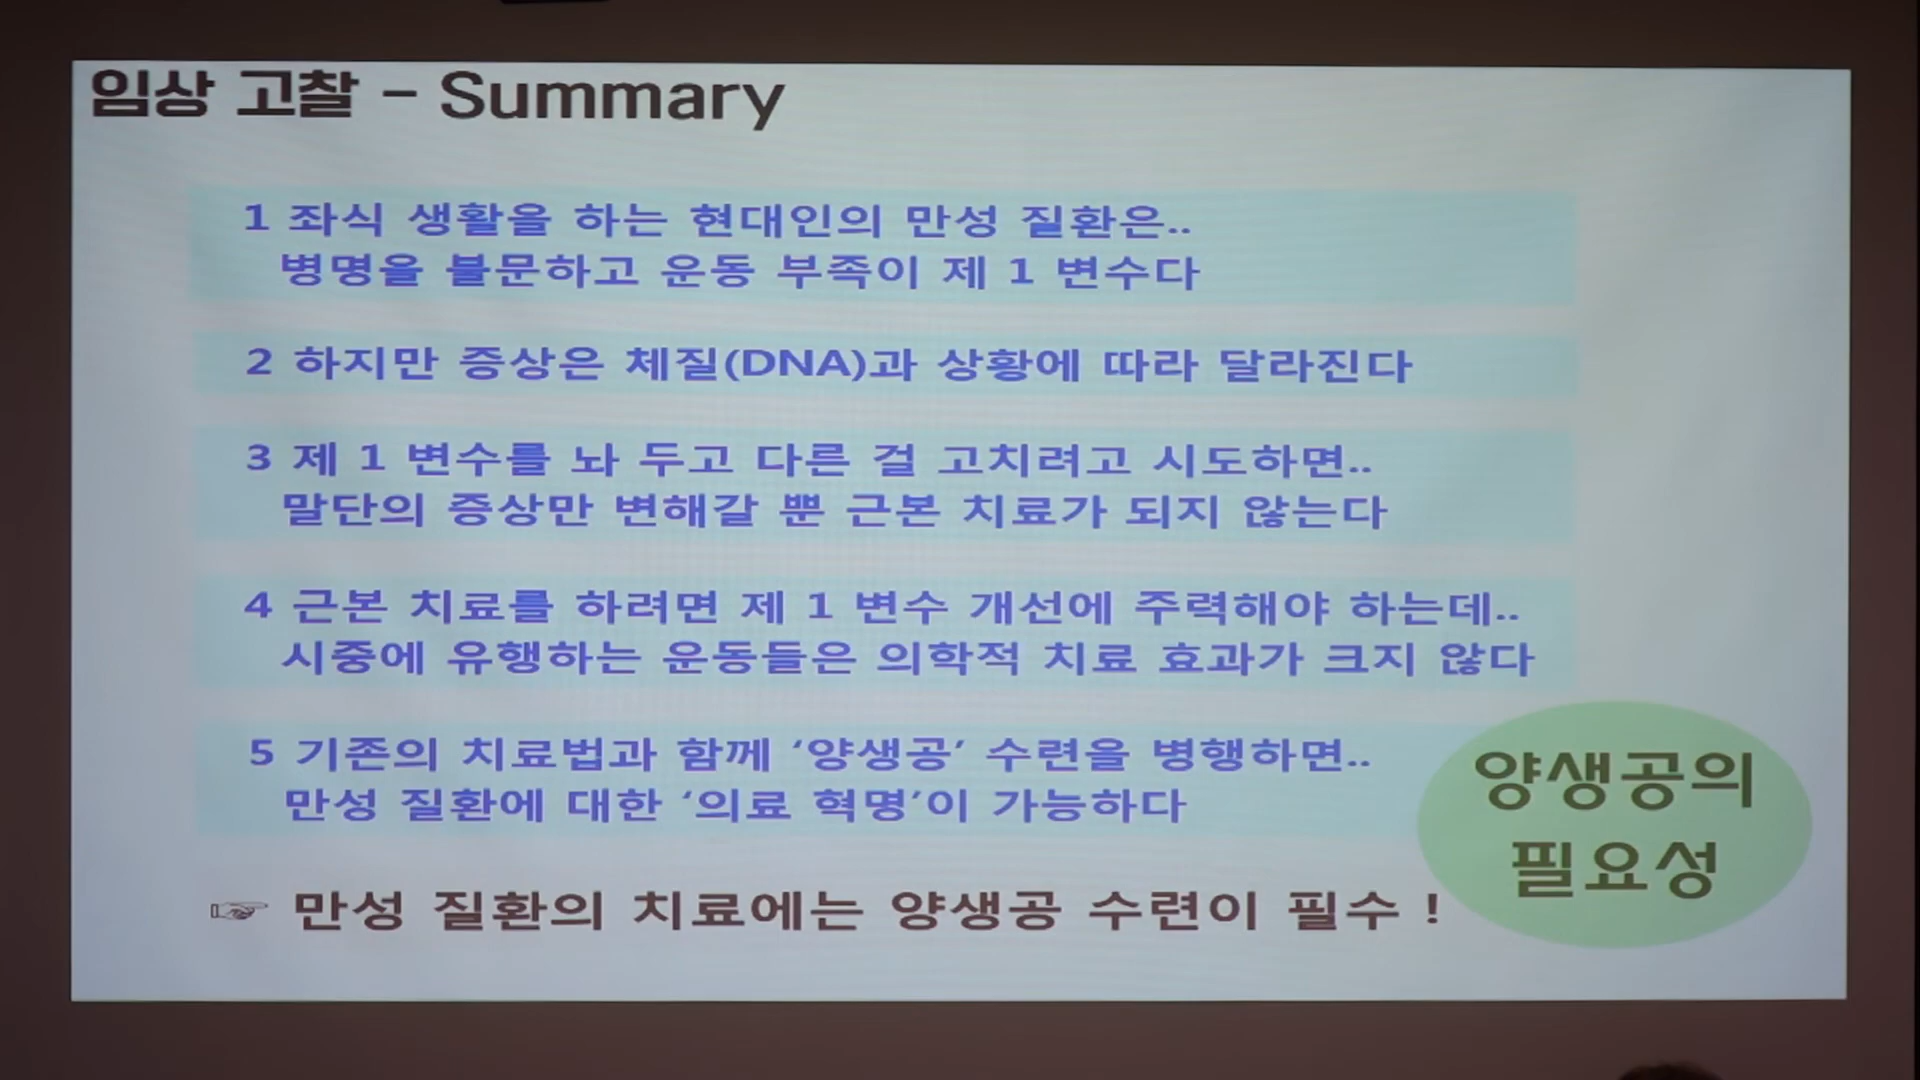 임상 고찰 - Summary
1 좌식 생활을 하는 현대인의 만성 질환은..
병명을 불문하고 운동 부족이 제 1 변수다
2 하지만 증상은 체질(DNA)과 상황에 따라 달라진다
3 제 1 변수를 놔 두고 다른 걸 고치려고 시도하면..
말단의 증상만 변해갈 뿐 근본 치료가 되지 않는다
4 근본 치료를 하려면 제 1 변수 개선에 주력해야 하는데..
시중에 유행하는 운동들은 의학적 치료 효과가 크지 않다
5 기존의 치료법과 함께 ‘양생공’ 수련을 병행하면..
만성 질환에 대한 ‘의료 혁명’이 가능하다
양생공의
필요성
☞ 만성 질환의 치료에는 양생공 수련이 필수 !